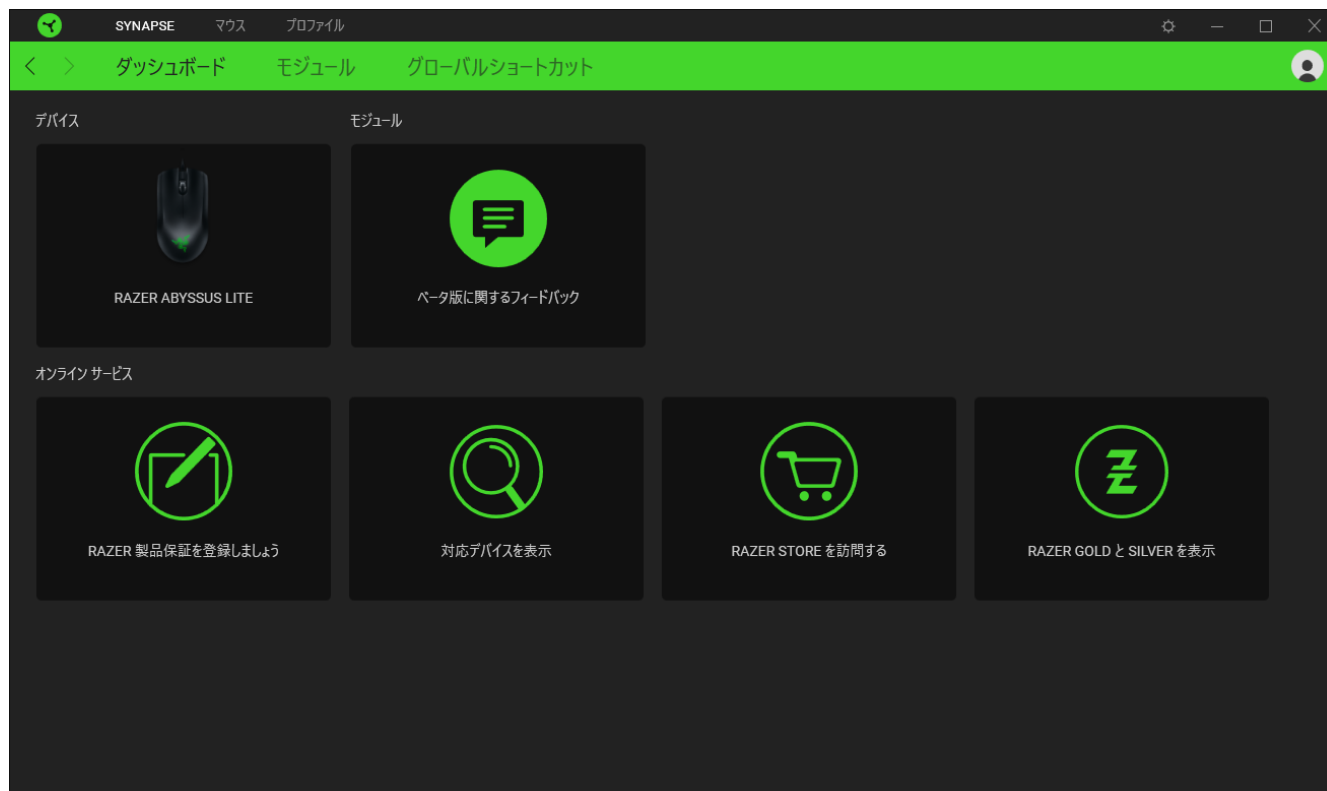 SYNAPSE マウス プロファイル
ダッシュボード モジュール グローバルショートカット
デバイス モジュール
RAZER ABYSSUS LITE ベータ版に関するフィードバック
オンライン サービス
RAZER 製品保証を登録しましょう 対応デバイスを表示 RAZER STORE を訪問する RAZER GOLD と SILVER を表示